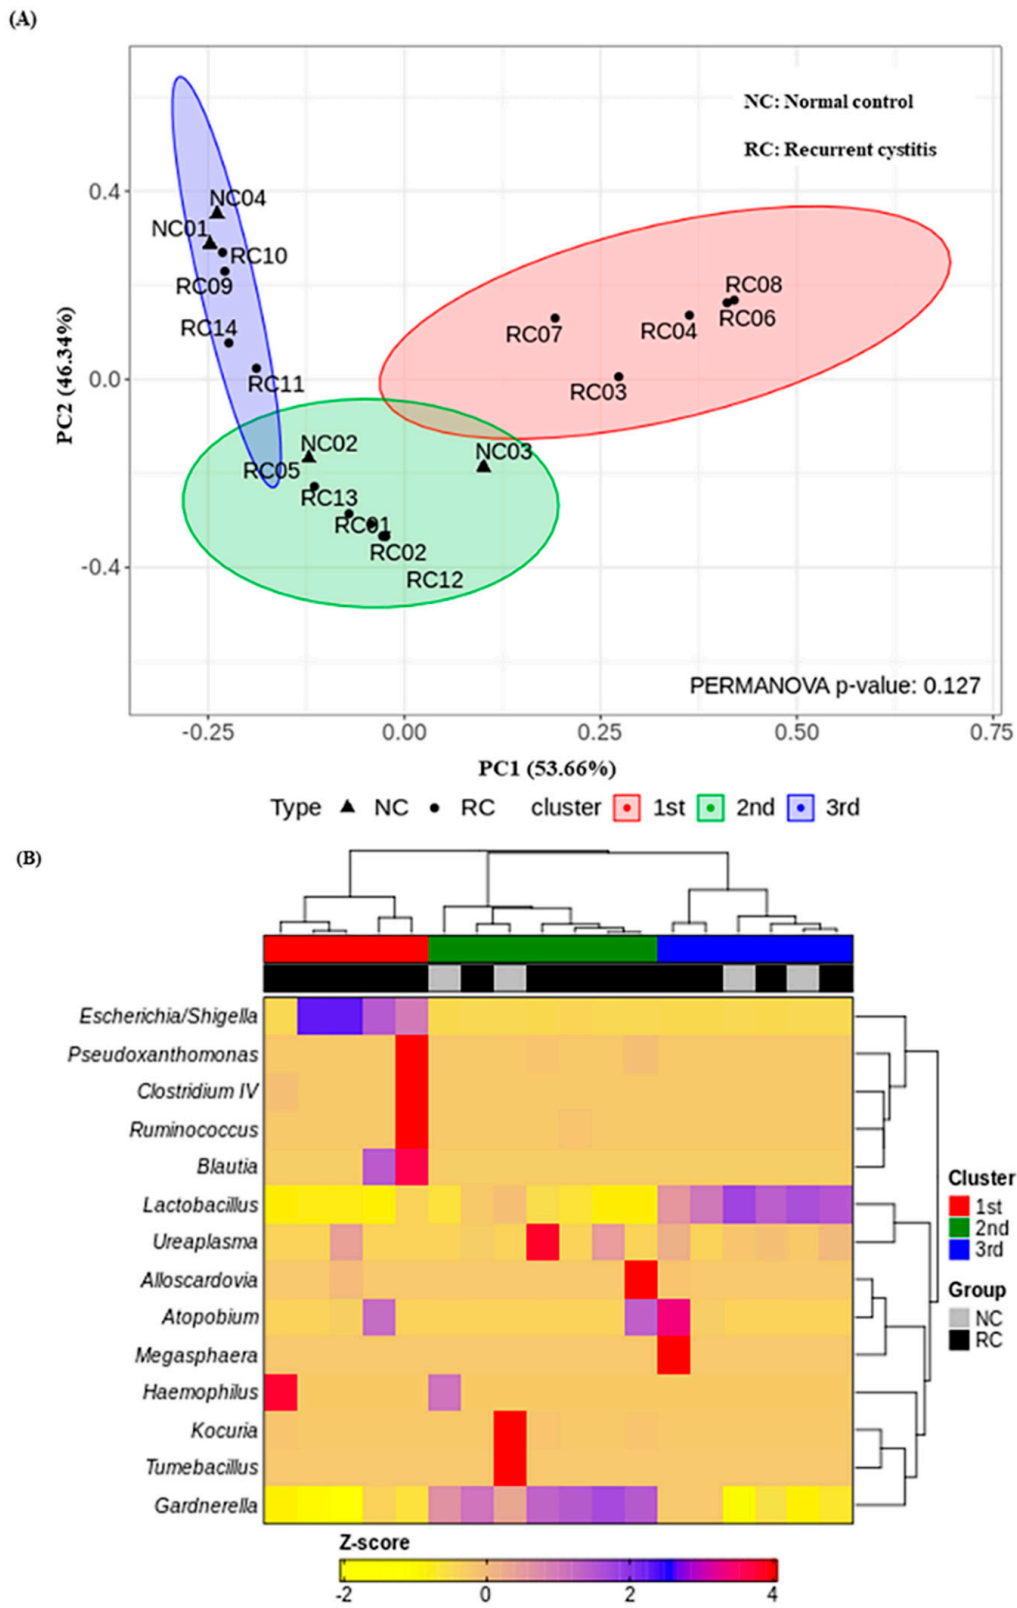 (A)
NC: Normal control
RC: Recurrent cystitis
PC2 (46.34%)
0.4
0.0
-0.4
NC04
NC01
RC10
RC09
RC14
RC11
RC08
RC06
RC07
RC04
RC03
NC02
NC03
RC05
RC13
RC01
RC02
RC12
PERMANOVA p-value: 0.127
-0.25 0.00 0.25 0.50 0.75
PC1 (53.66%)
Type NC RC cluster 1st 2nd 3rd
(B)
Escherichia/Shigella
Pseudoxanthomonas
Clostridium IV
Ruminococcus
Blautia
Lactobacillus
Ureaplasma
Alloscardovia
Atopobium
Megasphaera
Haemophilus
Kocuria
Tumebacillus
Gardnerella
Cluster
1st
2nd
3rd
Group
NC
RC
Z-score
-2 0 2 4